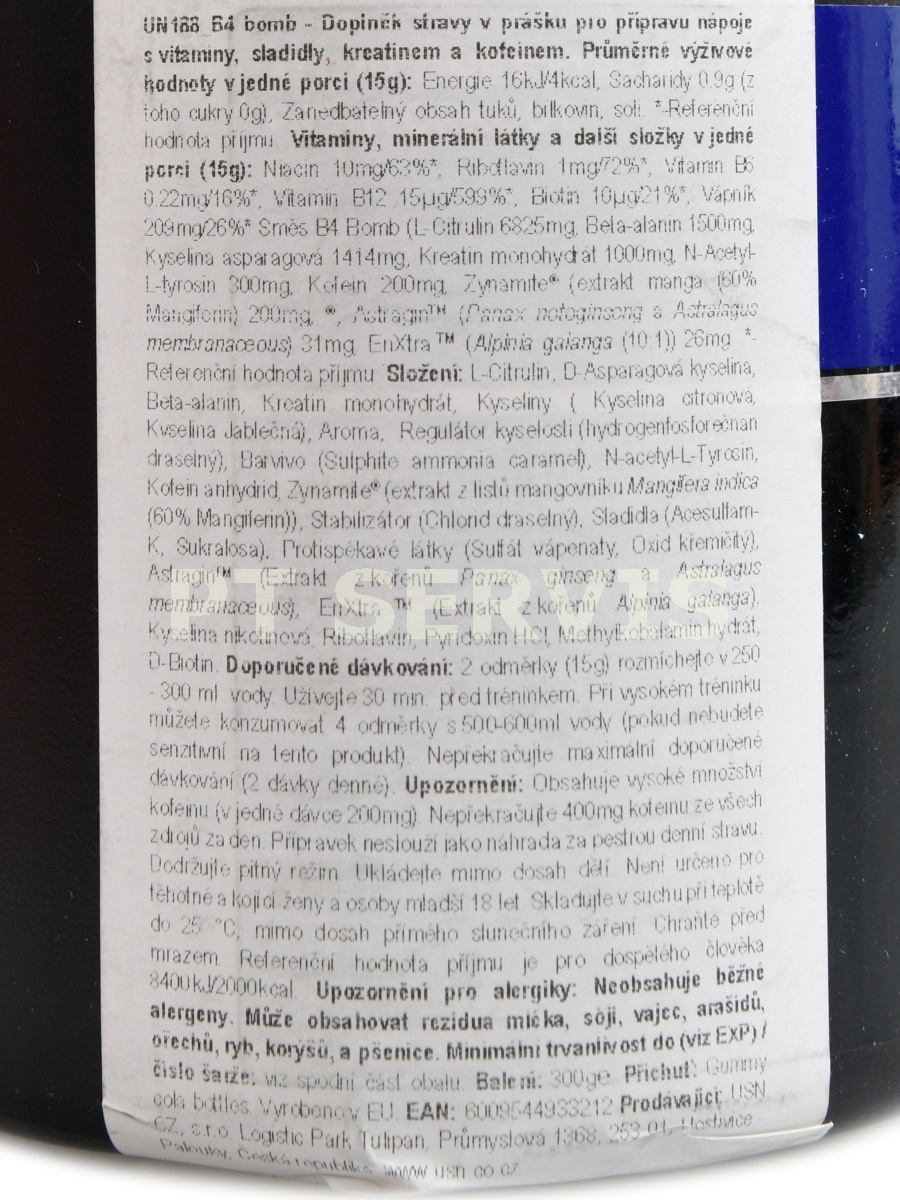 UN188 B4 bomb - Doplněk stravy v prášku pro přípravu nápoje
s vitaminy, sladidly, kreatinem a kofeinem. Průměrné výživové
hodnoty v jedné porci (15g): Energie 16kJ/4kcal, Sacharidy 0.9g (z
toho cukry 0g), Zanedbatelný obsah tuků, bílkovin, soli. *-Referenční
hodnota příjmu. Vitaminy, minerální látky a další složky v jedné
porci (15g): Niacin 10mg/63%*, Riboflavin 1mg/72%*, Vitamin B6
0.22mg/16%*, Vitamin B12 15µg/599%*, Biotin 10µg/21%*, Vápník
209mg/26%* Směs B4 Bomb (L-Citrulin 6825mg, Beta-alanin 1500mg,
Kyselina asparagová 1414mg, Kreatin monohydrát 1000mg, N-Acetyl-
L-tyrosin 300mg, Kofein 200mg, Zynamite® (extrakt manga (60%
Mangiferin) 200mg, ®, Astragin™ (Panax notoginseng a Astralagus
membranaceous) 31mg, EnXtra™ (Alpinia galanga (10:1)) 26mg *-
Referenční hodnota příjmu Složení: L-Citrulin, D-Asparagová kyselina,
Beta-alanin, Kreatin monohydrát, Kyseliny ( Kyselina citronová,
Kyselina Jablečná), Aroma, Regulátor kyselosti (hydrogenfosforečnan
draselný), Barvivo (Sulphite ammonia caramel), N-acetyl-L-Tyrosin,
Kofein anhydrid, Zynamite® (extrakt z listů mangovníku Mangifera indica
(60% Mangiferin)), Stabilizátor (Chlorid draselný), Sladidla (Acesulfam-
K, Sukralosa), Protispékavé látky (Sulfát vápenatý, Oxid křemičitý),
Astragin™ (Extrakt z kořenů Panax ginseng a Astralagus
membranaceous), EnXtra ™ (Extrakt z kořenů Alpinia galanga),
PT SERVIS
Kyselina nikotinová, Riboflavin, Pyridoxin HCl, Methylkobalamin hydrát,
D-Biotin. Doporučené dávkování: 2 odměrky (15g) rozmíchejte v 250
- 300 ml vody. Užívejte 30 min. před tréninkem. Při vysokém tréninku
můžete konzumovat 4 odměrky s 500-600ml vody (pokud nebudete
senzitivní na tento produkt). Nepřekračujte maximální doporučené
dávkování (2 dávky denně). Upozornění: Obsahuje vysoké množství
kofeinu (v jedné dávce 200mg). Nepřekračujte 400mg kofeinu ze všech
zdrojů za den. Přípravek neslouží jako náhrada za pestrou denní stravu.
Dodržujte pitný režim. Ukládejte mimo dosah dětí. Není určeno pro
těhotné a kojící ženy a osoby mladší 18 let. Skladujte v suchu při teplotě
do 25 °C, mimo dosah přímého slunečního záření. Chraňte před
mrazem. Referenční hodnota příjmu je pro dospělého člověka
8400kJ/2000kcal. Upozornění pro alergiky: Neobsahuje běžné
alergeny. Může obsahovat rezidua mléka, sóji, vajec, arašídů,
ořechů, ryb, korýšů, a pšenice. Minimální trvanlivost do (viz EXP) /
číslo šarže: viz spodní část obalu. Balení: 300ge. Příchuť: Gummy
cola bottles. Vyrobeno v EU. EAN: 6009544933212 Prodávající: USN
CZ, s.r.o. Logistic Park Tulipan, Průmyslová 1368, 253 01, Hostivice -
Palouky, Česká republika. www.usn.co.cz